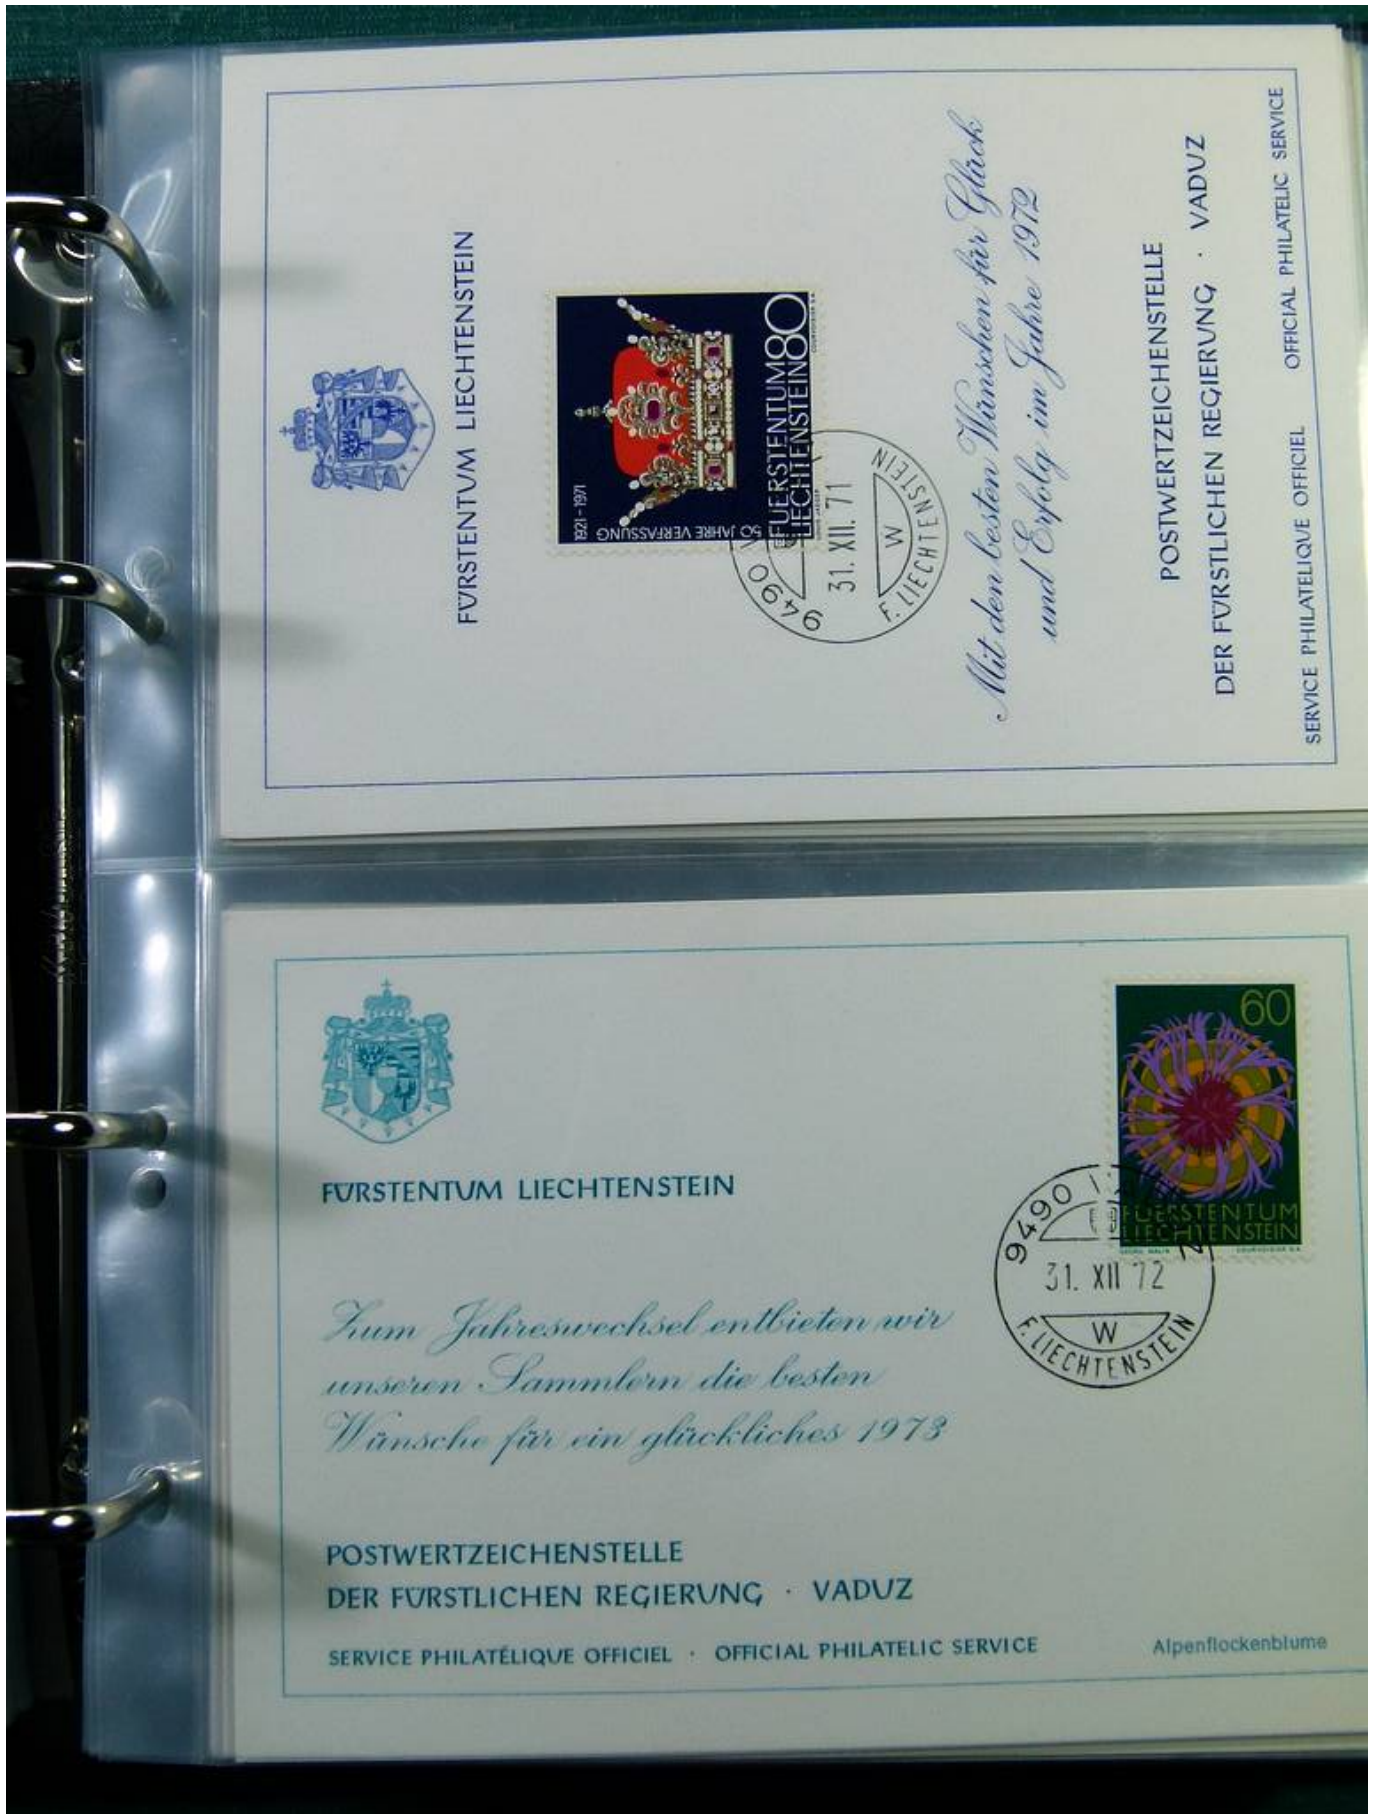 FÜRSTENTUM LIECHTENSTEIN
1921-1971
50 JAHRE VERFASSUNG
FUERSTENTUM
LIECHTENSTEIN 80
COURVOISIER S.A.
9490
31. XII. 71
W
F. LIECHTENSTEIN
Mit den besten Wünschen für Glück
und Erfolg im Jahre 1972
POSTWERTZEICHENSTELLE
DER FÜRSTLICHEN REGIERUNG · VADUZ
SERVICE PHILATELIQUE OFFICIEL OFFICIAL PHILATELIC SERVICE
60
FUERSTENTUM
LIECHTENSTEIN
COURVOISIER S.A.
9490
31. XII 72
W
F. LIECHTENSTEIN
FÜRSTENTUM LIECHTENSTEIN
Zum Jahreswechsel entbieten wir
unseren Sammlern die besten
Wünsche für ein glückliches 1973
POSTWERTZEICHENSTELLE
DER FÜRSTLICHEN REGIERUNG · VADUZ
SERVICE PHILATÉLIQUE OFFICIEL · OFFICIAL PHILATELIC SERVICE
Alpenflockenblume